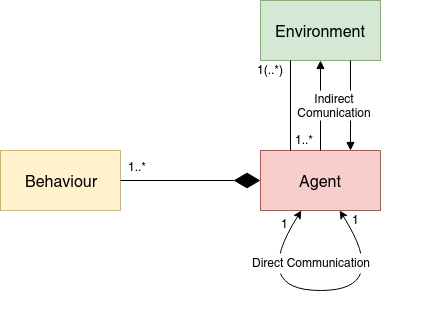 Environment
1(..*)
Indirect
Comunication
1..*
1..*
Behaviour
Agent
1
1
Direct Communication